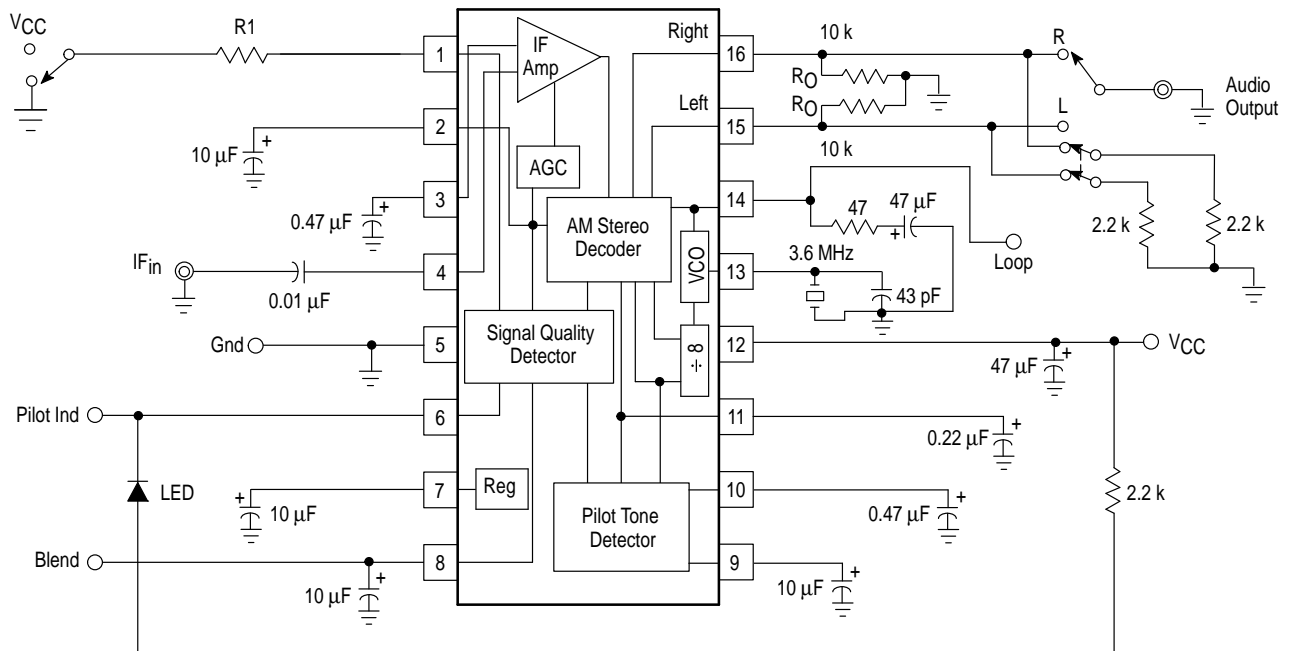 VCC
R1
1
IF
Amp
Right
16
10 k
R
RO
Audio
Output
10 µF
+
2
AGC
Left
15
RO
L
10 k
0.47 µF
+
3
AM Stereo
Decoder
14
47
47 µF
+
2.2 k
2.2 k
IFin
0.01 µF
4
VCO
13
3.6 MHz
43 pF
Loop
Gnd
5
Signal Quality
Detector
÷ 8
12
47 µF
+
VCC
Pilot Ind
6
11
0.22 µF
+
LED
10 µF
+
7
Reg
Pilot Tone
Detector
10
0.47 µF
+
2.2 k
Blend
10 µF
+
8
9
10 µF
+